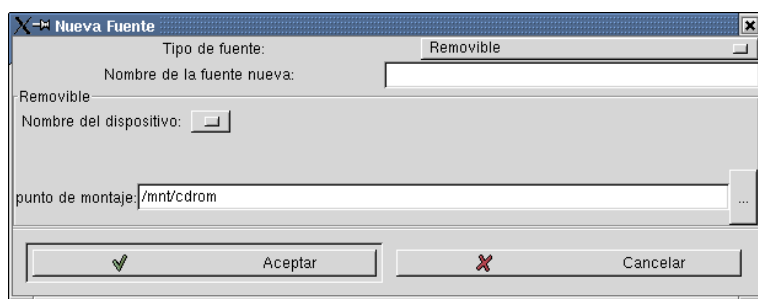 Nueva Fuente
Tipo de fuente: Removible
Nombre de la fuente nueva:
Removible
Nombre del dispositivo:
punto de montaje: /mnt/cdrom ...
Aceptar Cancelar